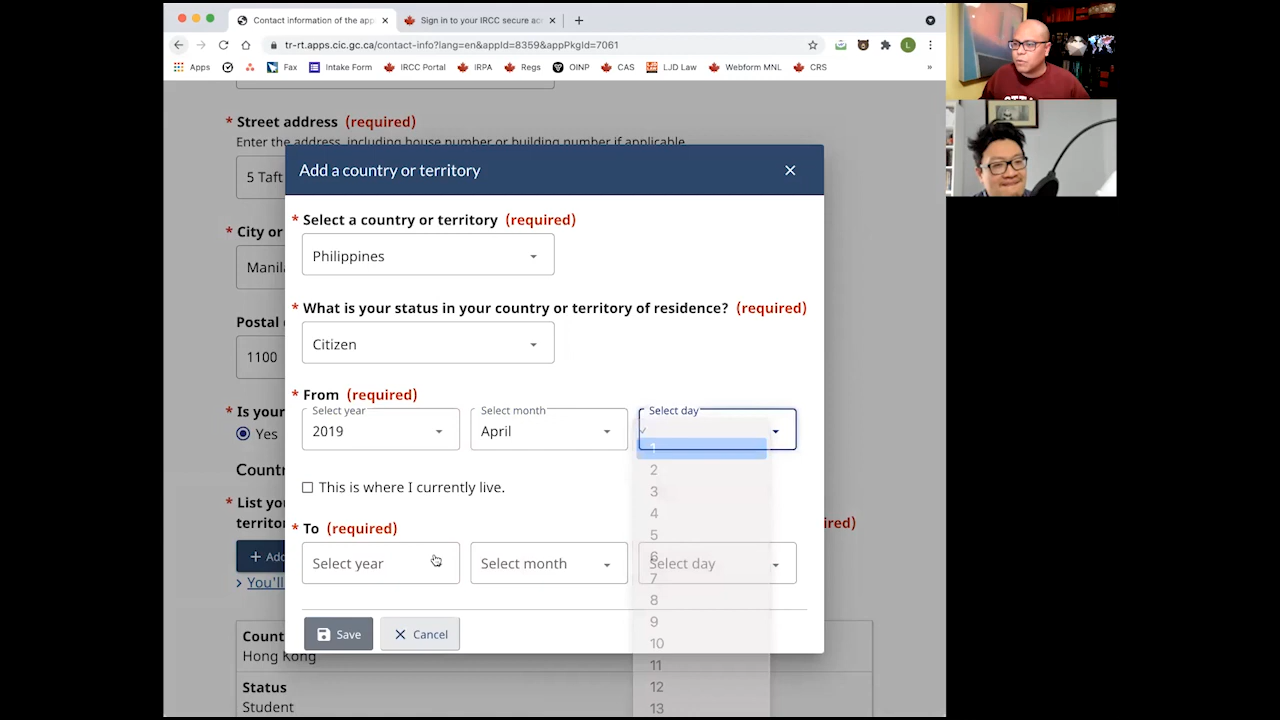 Contact information of the app
Sign in to your IRCC secure acc
tr-rt.apps.cic.gc.ca/contact-info?lang=en&appId=8359&appPkgId=7061
L
Apps
Fax
Intake Form
IRCC Portal
IRPA
Regs
OINP
CAS
LJD Law
Webform MNL
CRS
»
* Street address (required)
Enter the address, including house number or building number if applicable.
5 Taft
* City or
Manila
Postal
1100
* Is your
Yes
Countr
* List you
territor
ired)
+ Add
> You'll
Count
Hong Kong
Status
Student
Add a country or territory
* Select a country or territory (required)
Philippines
* What is your status in your country or territory of residence? (required)
Citizen
* From (required)
Select year
2019
Select month
April
Select day
1
2
3
4
5
6
7
8
9
10
11
12
13
This is where I currently live.
* To (required)
Select year
Select month
Select day
Save
Cancel